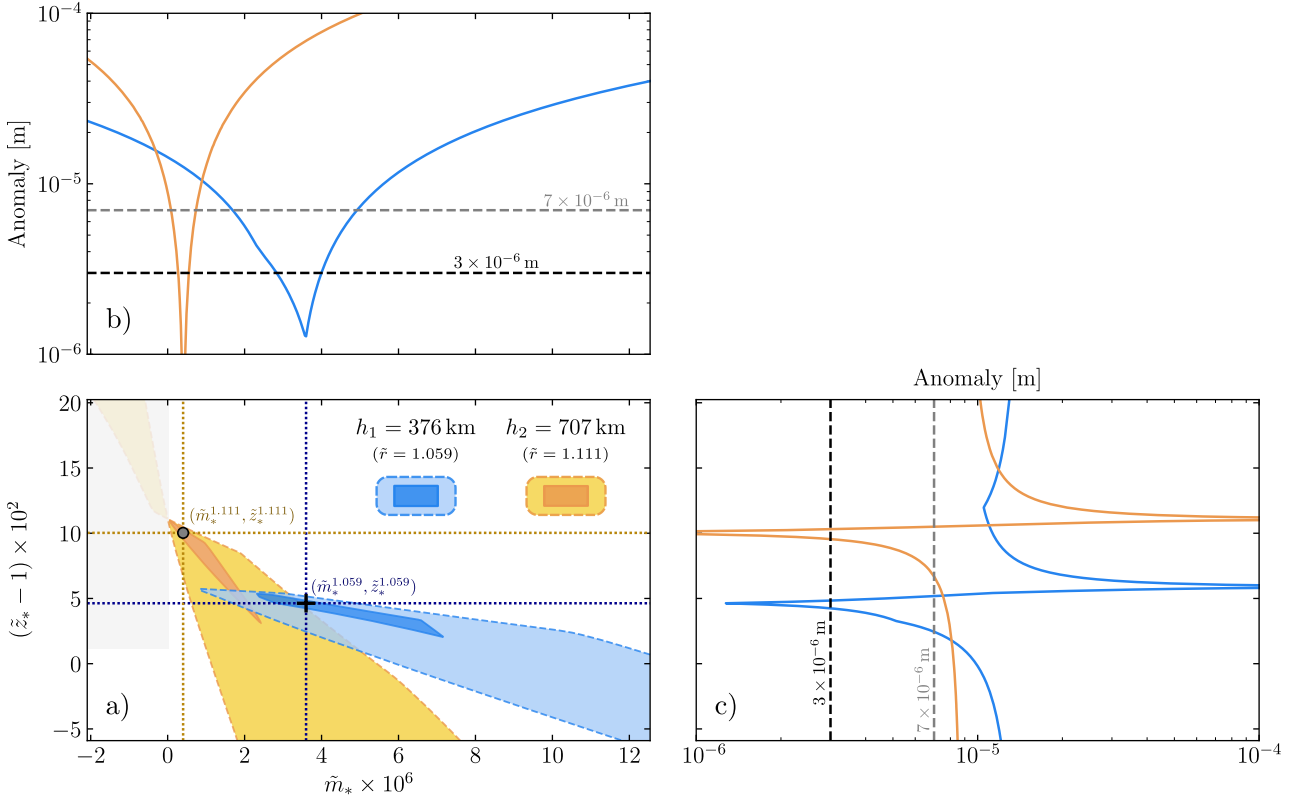 10^{-4}
10^{-5}
10^{-6}
Anomaly [m]
7 × 10^{-6} m
3 × 10^{-6} m
b)
20
15
10
5
0
−5
(z̃_* − 1) × 10^2
h_1 = 376 km
(r̃ = 1.059)
h_2 = 707 km
(r̃ = 1.111)
(m̃_*^{1.111}, z̃_*^{1.111})
(m̃_*^{1.059}, z̃_*^{1.059})
a)
−2 0 2 4 6 8 10 12
m̃_* × 10^6
Anomaly [m]
3 × 10^{-6} m
7 × 10^{-6} m
c)
10^{-6} 10^{-5} 10^{-4}